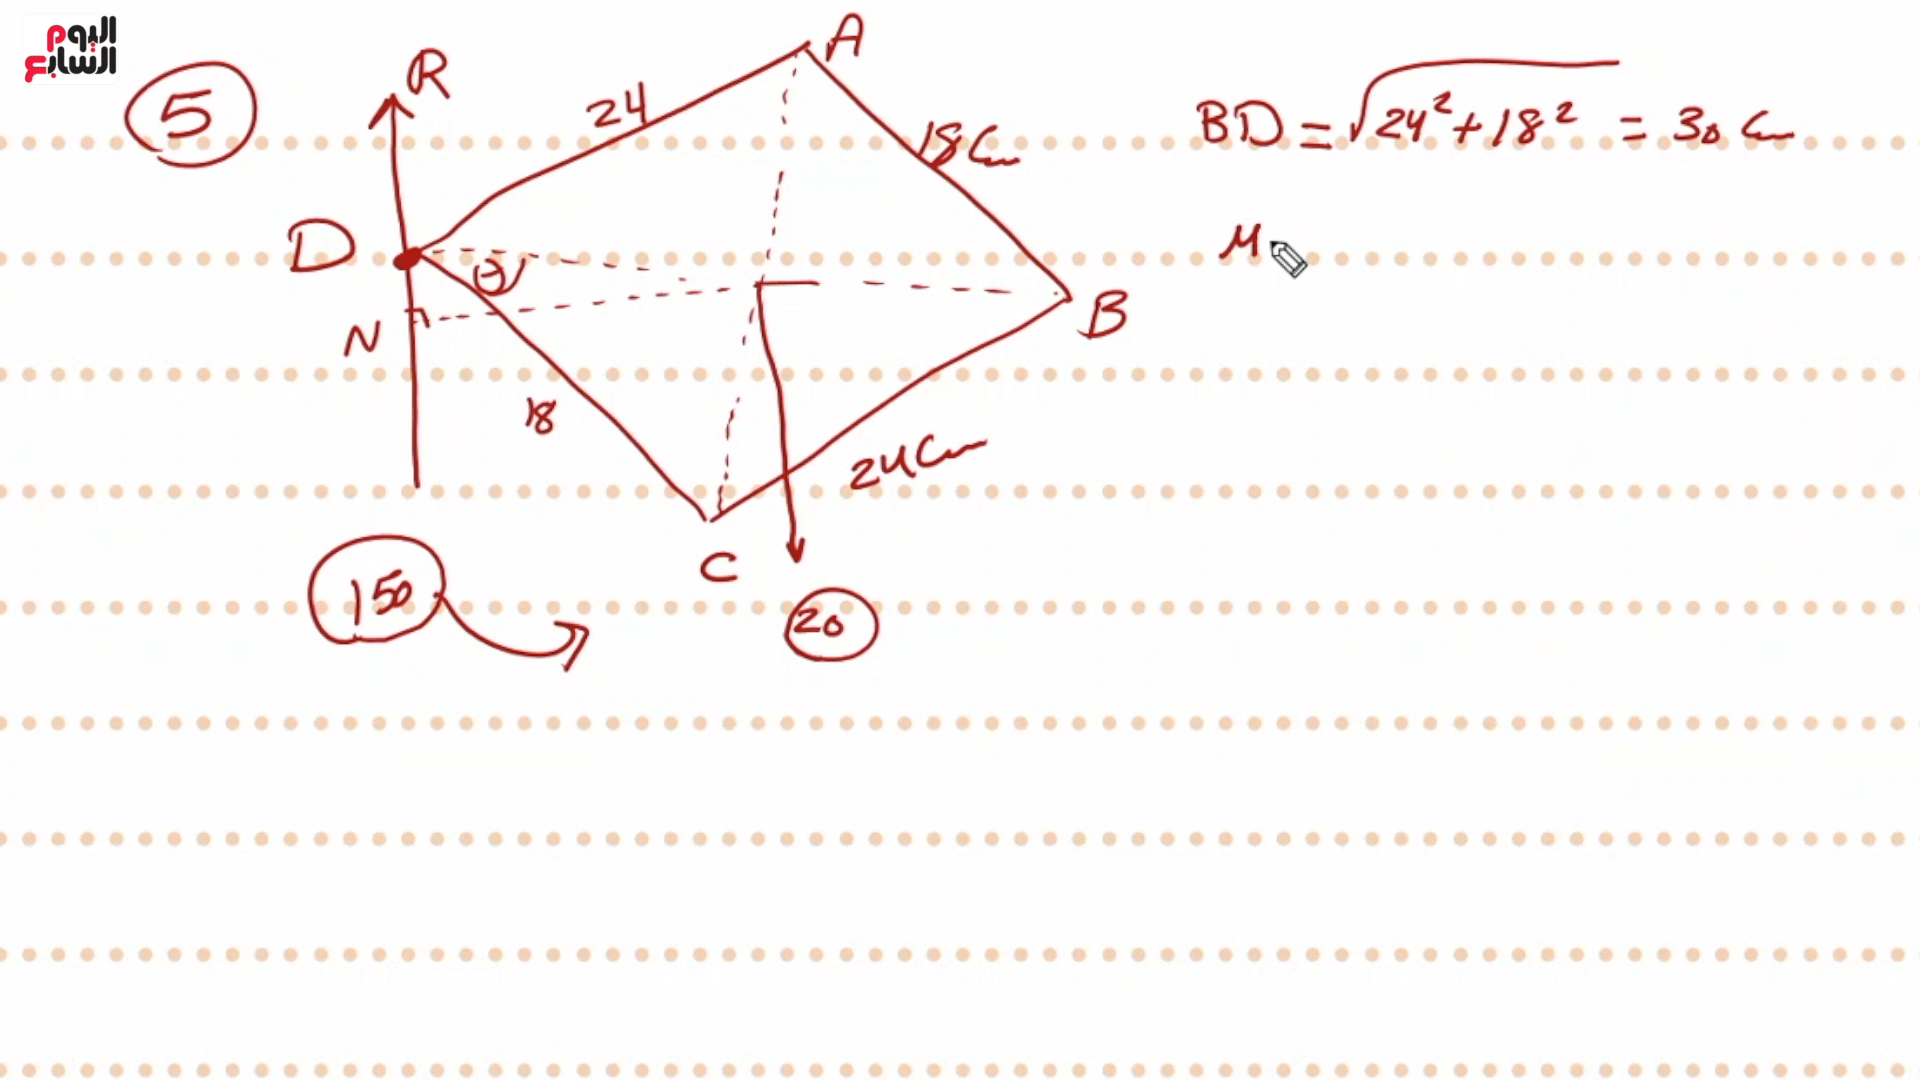 اليوم
السابع
5
R
A
24
18 Cm
BD = √24² + 18² = 30 Cm
D
θ
M
N
B
18
24 Cm
C
150
20